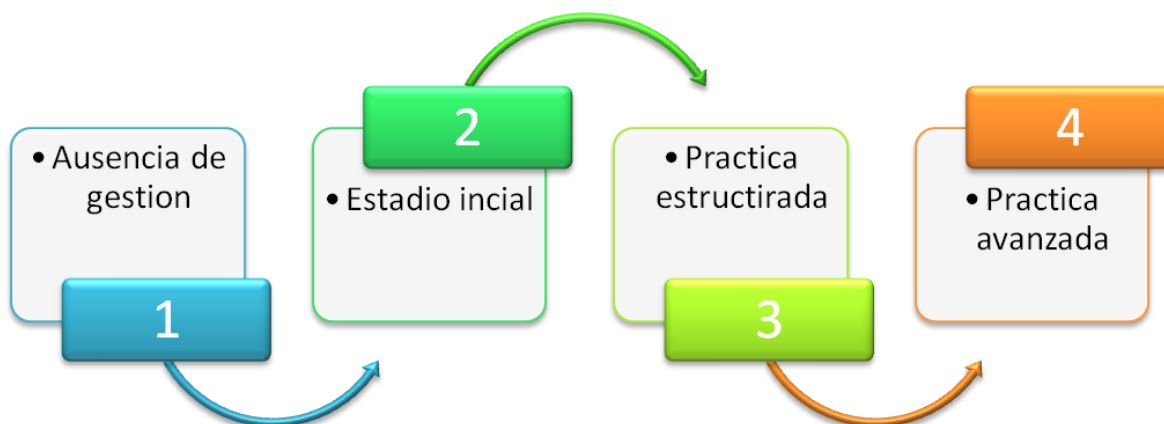 • Ausencia de
gestion
1
2
• Estadio incial
• Practica
estructirada
3
4
• Practica
avanzada